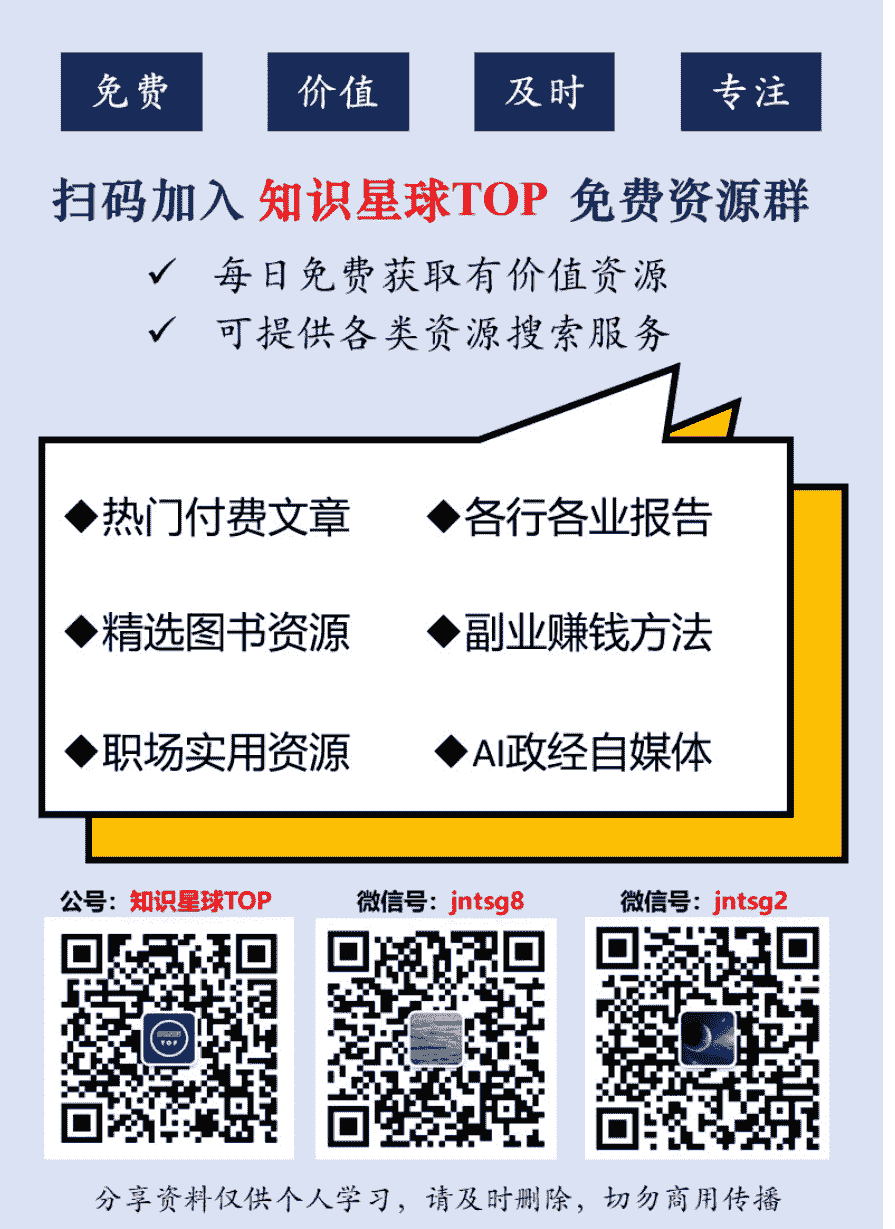 免费 价值 及时 专注
扫码加入 知识星球TOP 免费资源群
✓ 每日免费获取有价值资源
✓ 可提供各类资源搜索服务
◆热门付费文章 ◆各行各业报告
◆精选图书资源 ◆副业赚钱方法
◆职场实用资源 ◆AI政经自媒体
公号：知识星球TOP 微信号：jntsg8 微信号：jntsg2
TOP
分享资料仅供个人学习，请及时删除，切勿商用传播